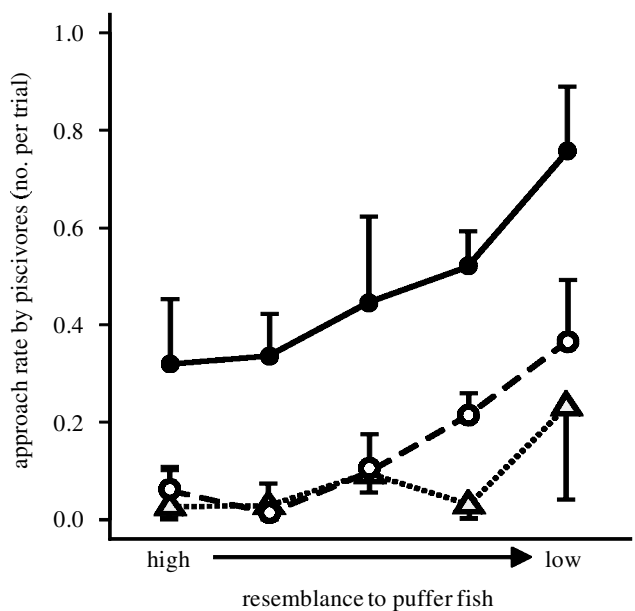 approach rate by piscivores (no. per trial)
1.0
0.8
0.6
0.4
0.2
0.0
high low
resemblance to puffer fish